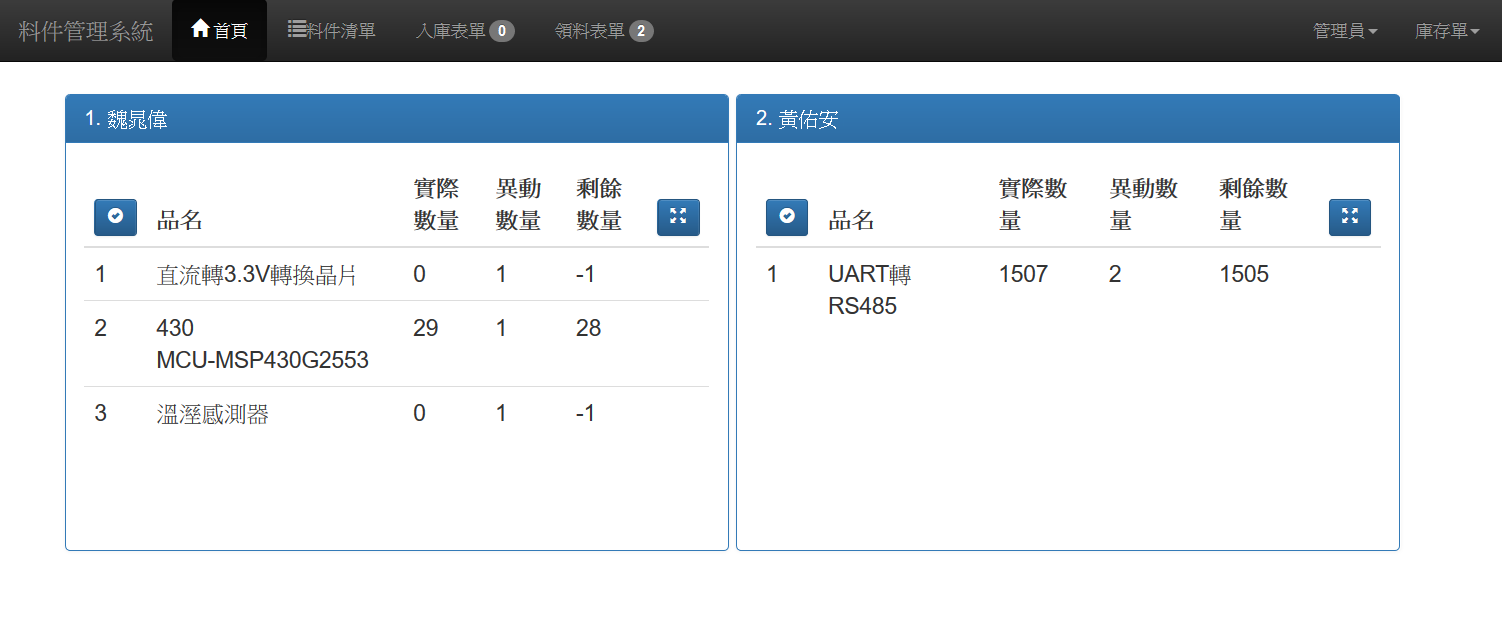 料件管理系統 首頁 料件清單 入庫表單 0 領料表單 2 管理員 庫存單
1. 魏晁偉
實際 異動 剩餘
品名 數量 數量 數量
1 直流轉3.3V轉換晶片 0 1 -1
2 430 29 1 28
MCU-MSP430G2553
3 溫溼感測器 0 1 -1
2. 黃佑安
實際數 異動數 剩餘數
品名 量 量 量
1 UART轉 1507 2 1505
RS485